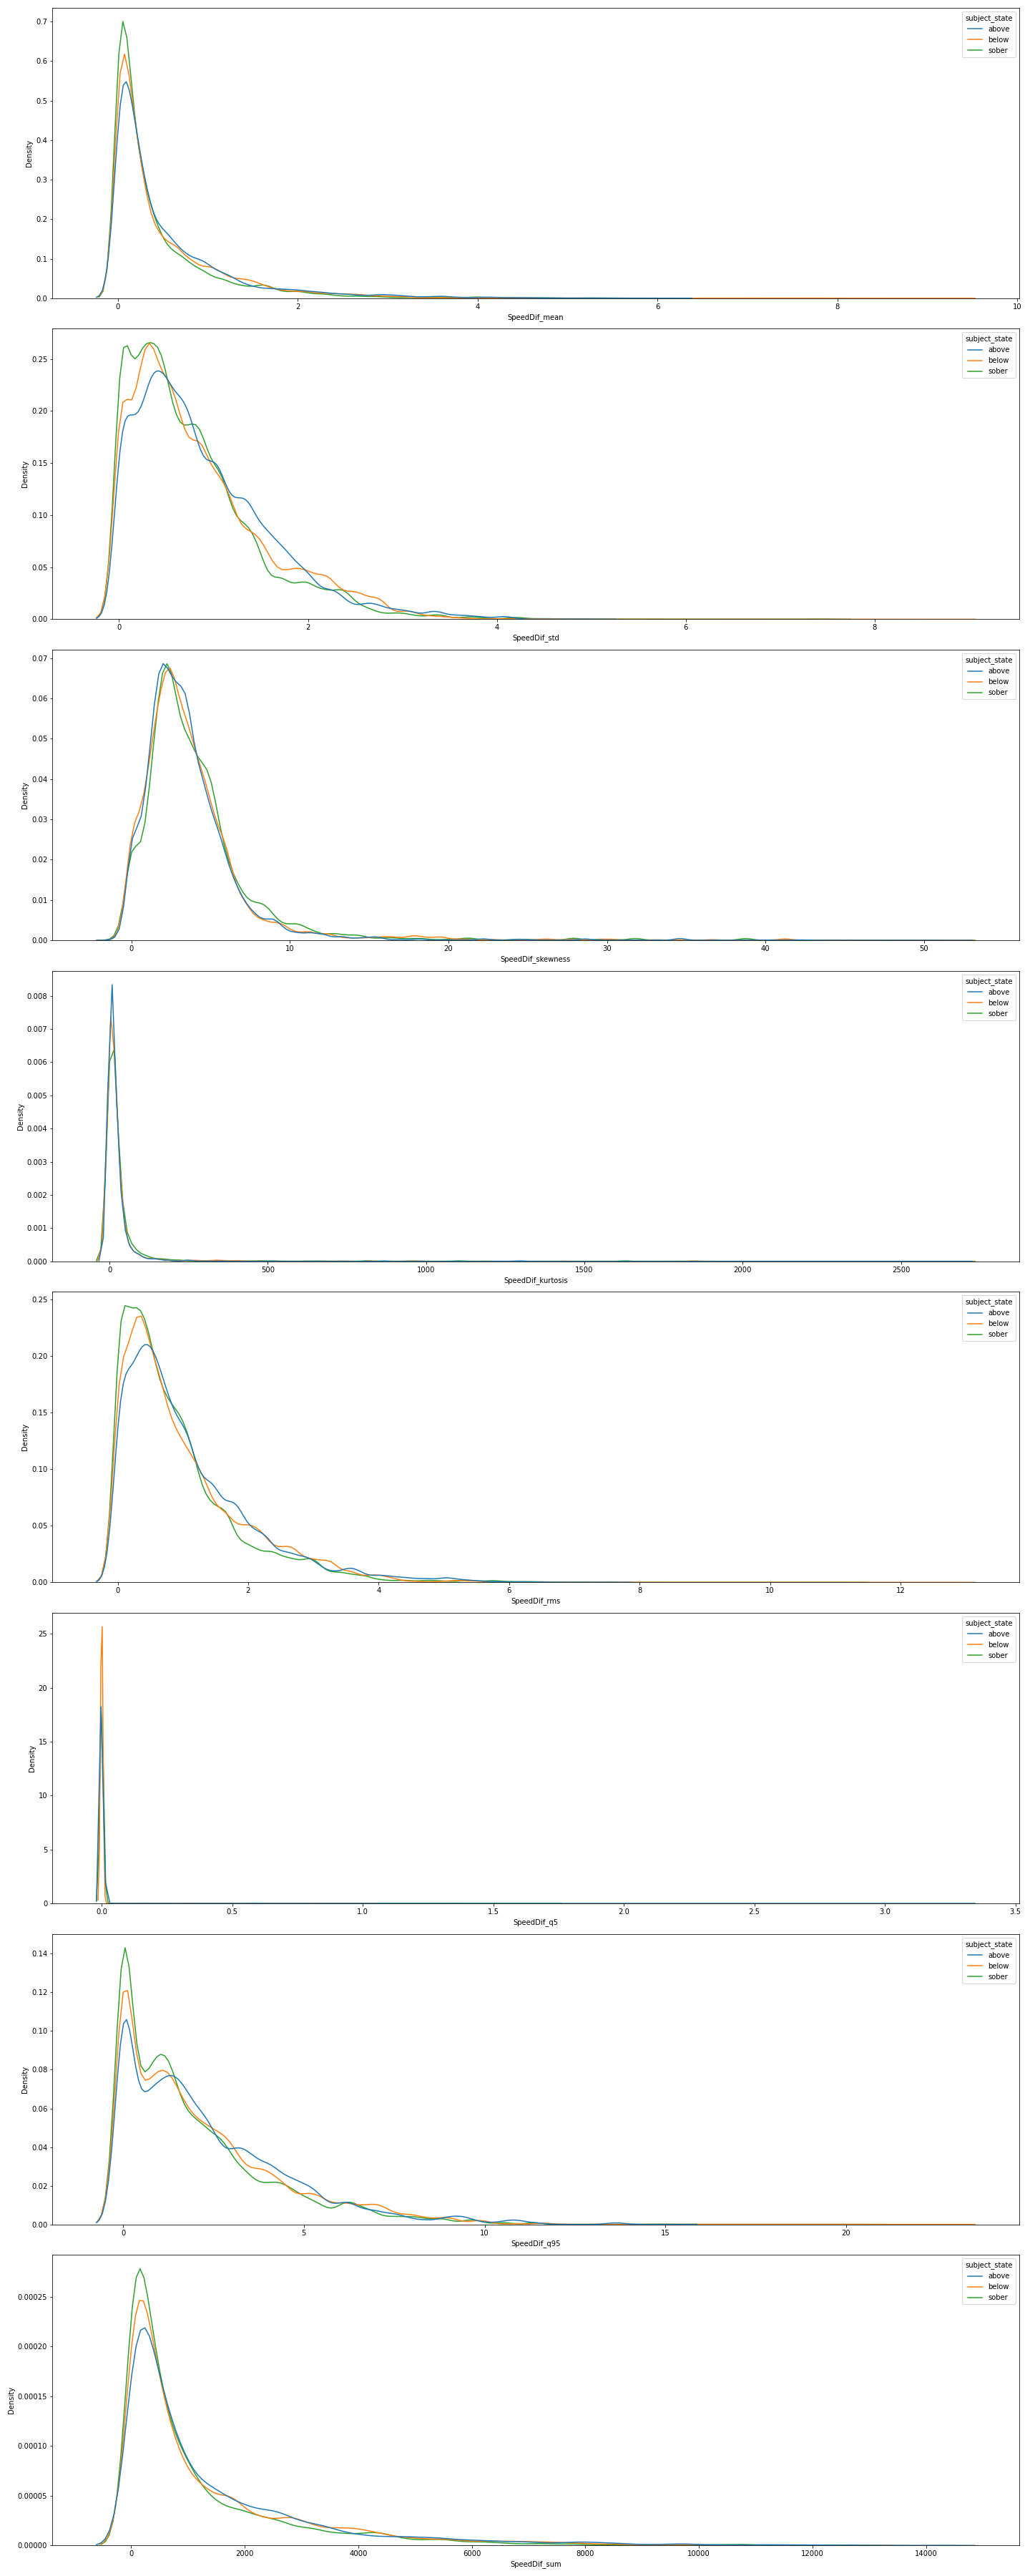 subject_state
above
below
sober
0.7
0.6
0.5
0.4
0.3
0.2
0.1
0.0
Density
0 2 4 6 8 10
SpeedDif_mean
subject_state
above
below
sober
0.25
0.20
0.15
0.10
0.05
0.00
Density
0 2 4 6 8
SpeedDif_std
subject_state
above
below
sober
0.07
0.06
0.05
0.04
0.03
0.02
0.01
0.00
Density
0 10 20 30 40 50
SpeedDif_skewness
subject_state
above
below
sober
0.008
0.007
0.006
0.005
0.004
0.003
0.002
0.001
0.000
Density
0 500 1000 1500 2000 2500
SpeedDif_kurtosis
subject_state
above
below
sober
0.25
0.20
0.15
0.10
0.05
0.00
Density
0 2 4 6 8 10 12
SpeedDif_rms
subject_state
above
below
sober
25
20
15
10
5
0
Density
0.0 0.5 1.0 1.5 2.0 2.5 3.0 3.5
SpeedDif_q5
subject_state
above
below
sober
0.14
0.12
0.10
0.08
0.06
0.04
0.02
0.00
Density
0 5 10 15 20
SpeedDif_q95
subject_state
above
below
sober
0.00025
0.00020
0.00015
0.00010
0.00005
0.00000
Density
0 2000 4000 6000 8000 10000 12000 14000
SpeedDif_sum